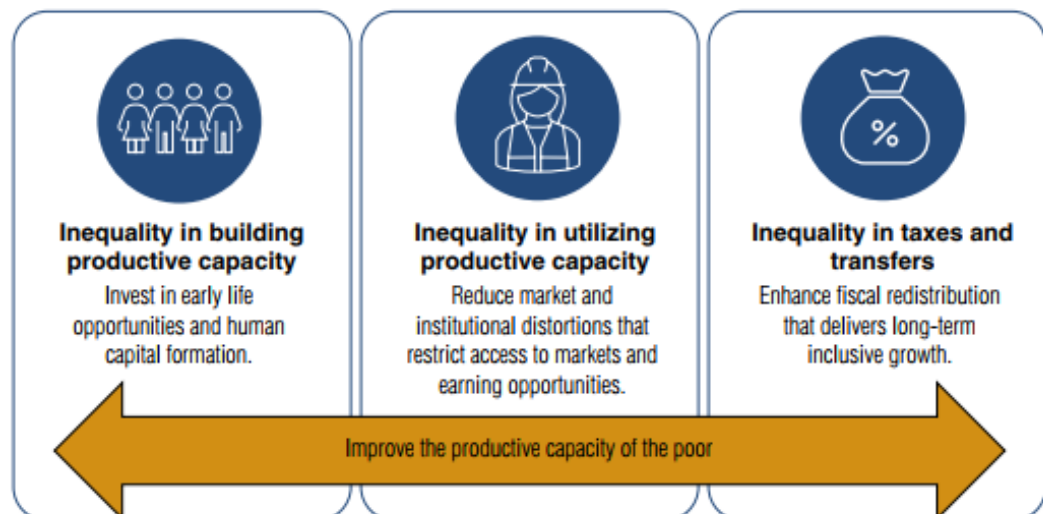 Inequality in building
productive capacity
Invest in early life
opportunities and human
capital formation.
Inequality in utilizing
productive capacity
Reduce market and
institutional distortions that
restrict access to markets and
earning opportunities.
%
Inequality in taxes and
transfers
Enhance fiscal redistribution
that delivers long-term
inclusive growth.
Improve the productive capacity of the poor